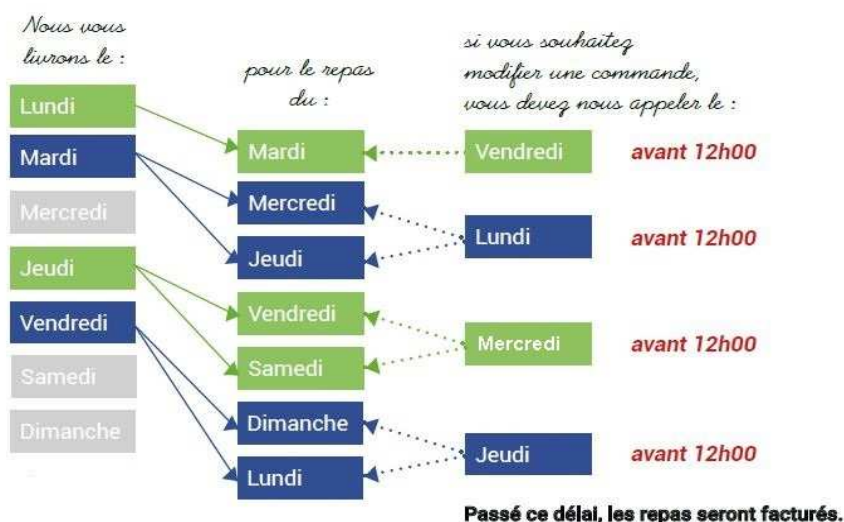 Nous vous
livrons le :
Lundi
Mardi
Mercredi
Jeudi
Vendredi
Samedi
Dimanche
pour le repas
du :
Mardi
Mercredi
Jeudi
Vendredi
Samedi
Dimanche
Lundi
si vous souhaitez
modifier une commande,
vous devez nous appeler le :
Vendredi avant 12h00
Lundi avant 12h00
Mercredi avant 12h00
Jeudi avant 12h00
Passé ce délai, les repas seront facturés.